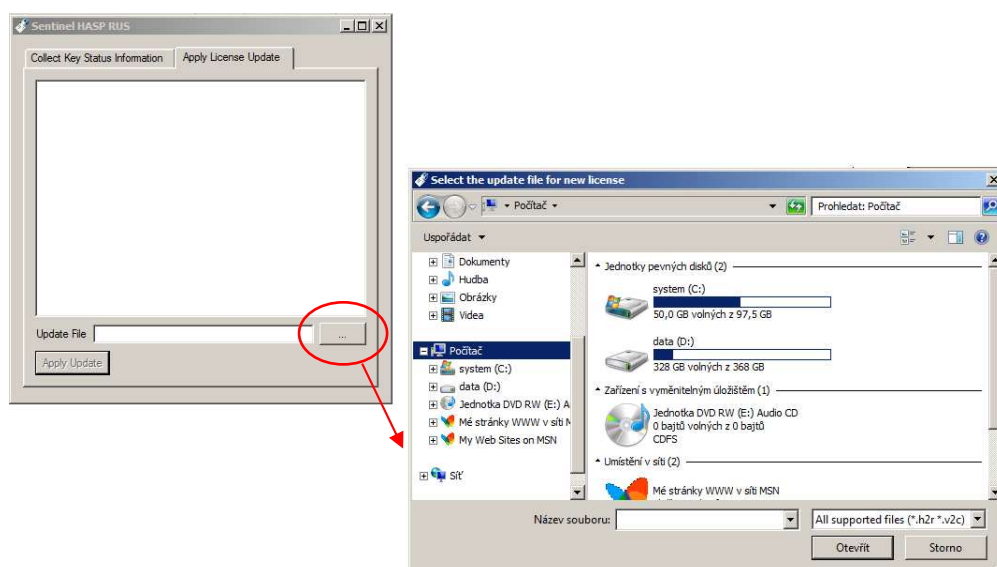 Sentinel HASP RUS
Collect Key Status Information
Apply License Update
Update File
...
Apply Update
Select the update file for new license
Počítač
Prohledat: Počítač
Uspořádat
Dokumenty
Hudba
Obrázky
Videa
Počítač
system (C:)
data (D:)
Jednotka DVD RW (E:) A
Mé stránky WWW v síti M
My Web Sites on MSN
Síť
Jednotky pevných disků (2)
system (C:)
50,0 GB volných z 97,5 GB
data (D:)
328 GB volných z 368 GB
Zařízení s vyměnitelným úložištěm (1)
Jednotka DVD RW (E:) Audio CD
0 bajtů volných z 0 bajtů
CDFS
Umístění v síti (2)
Mé stránky WWW v síti MSN
Název souboru:
All supported files (*.h2r *.v2c)
Otevřít
Storno